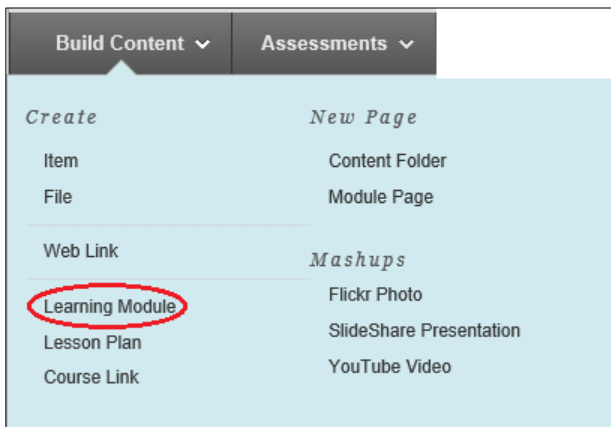 Build Content
Assessments
Create
Item
File
Web Link
Learning Module
Lesson Plan
Course Link
New Page
Content Folder
Module Page
Mashups
Flickr Photo
SlideShare Presentation
YouTube Video